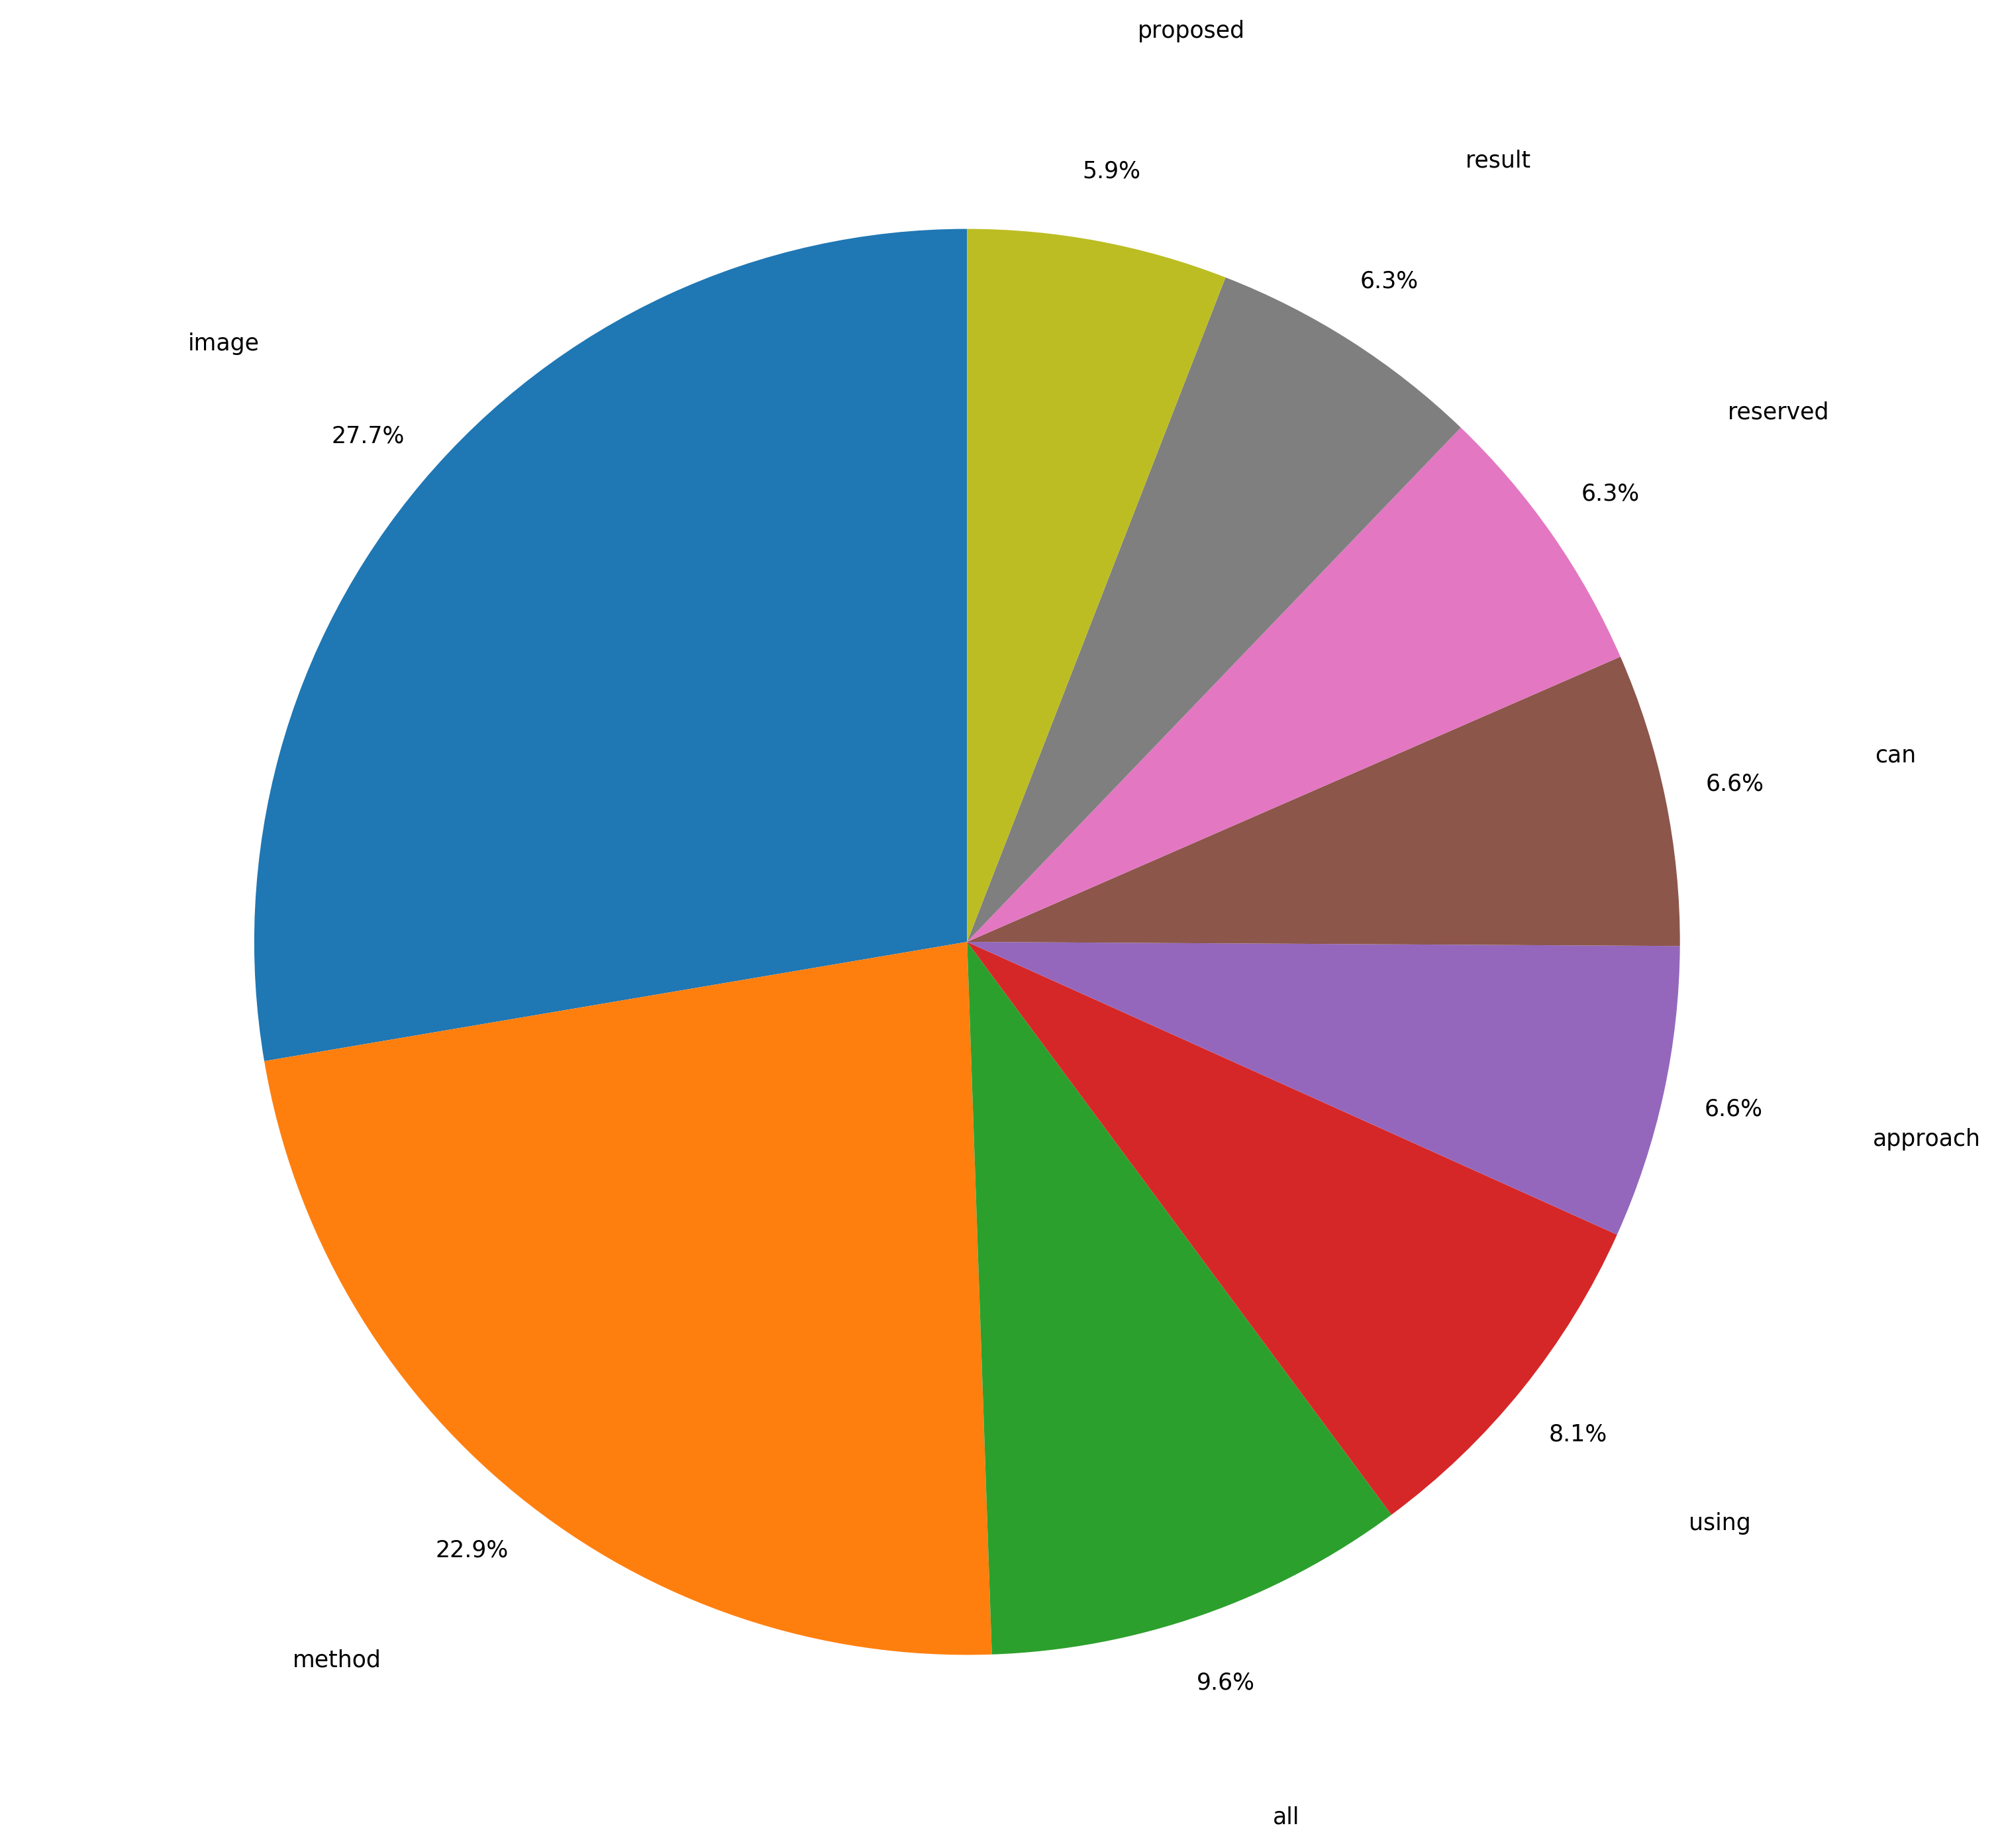 proposed
result
5.9%
6.3%
image
reserved
27.7%
6.3%
can
6.6%
6.6%
approach
8.1%
using
22.9%
method
9.6%
all